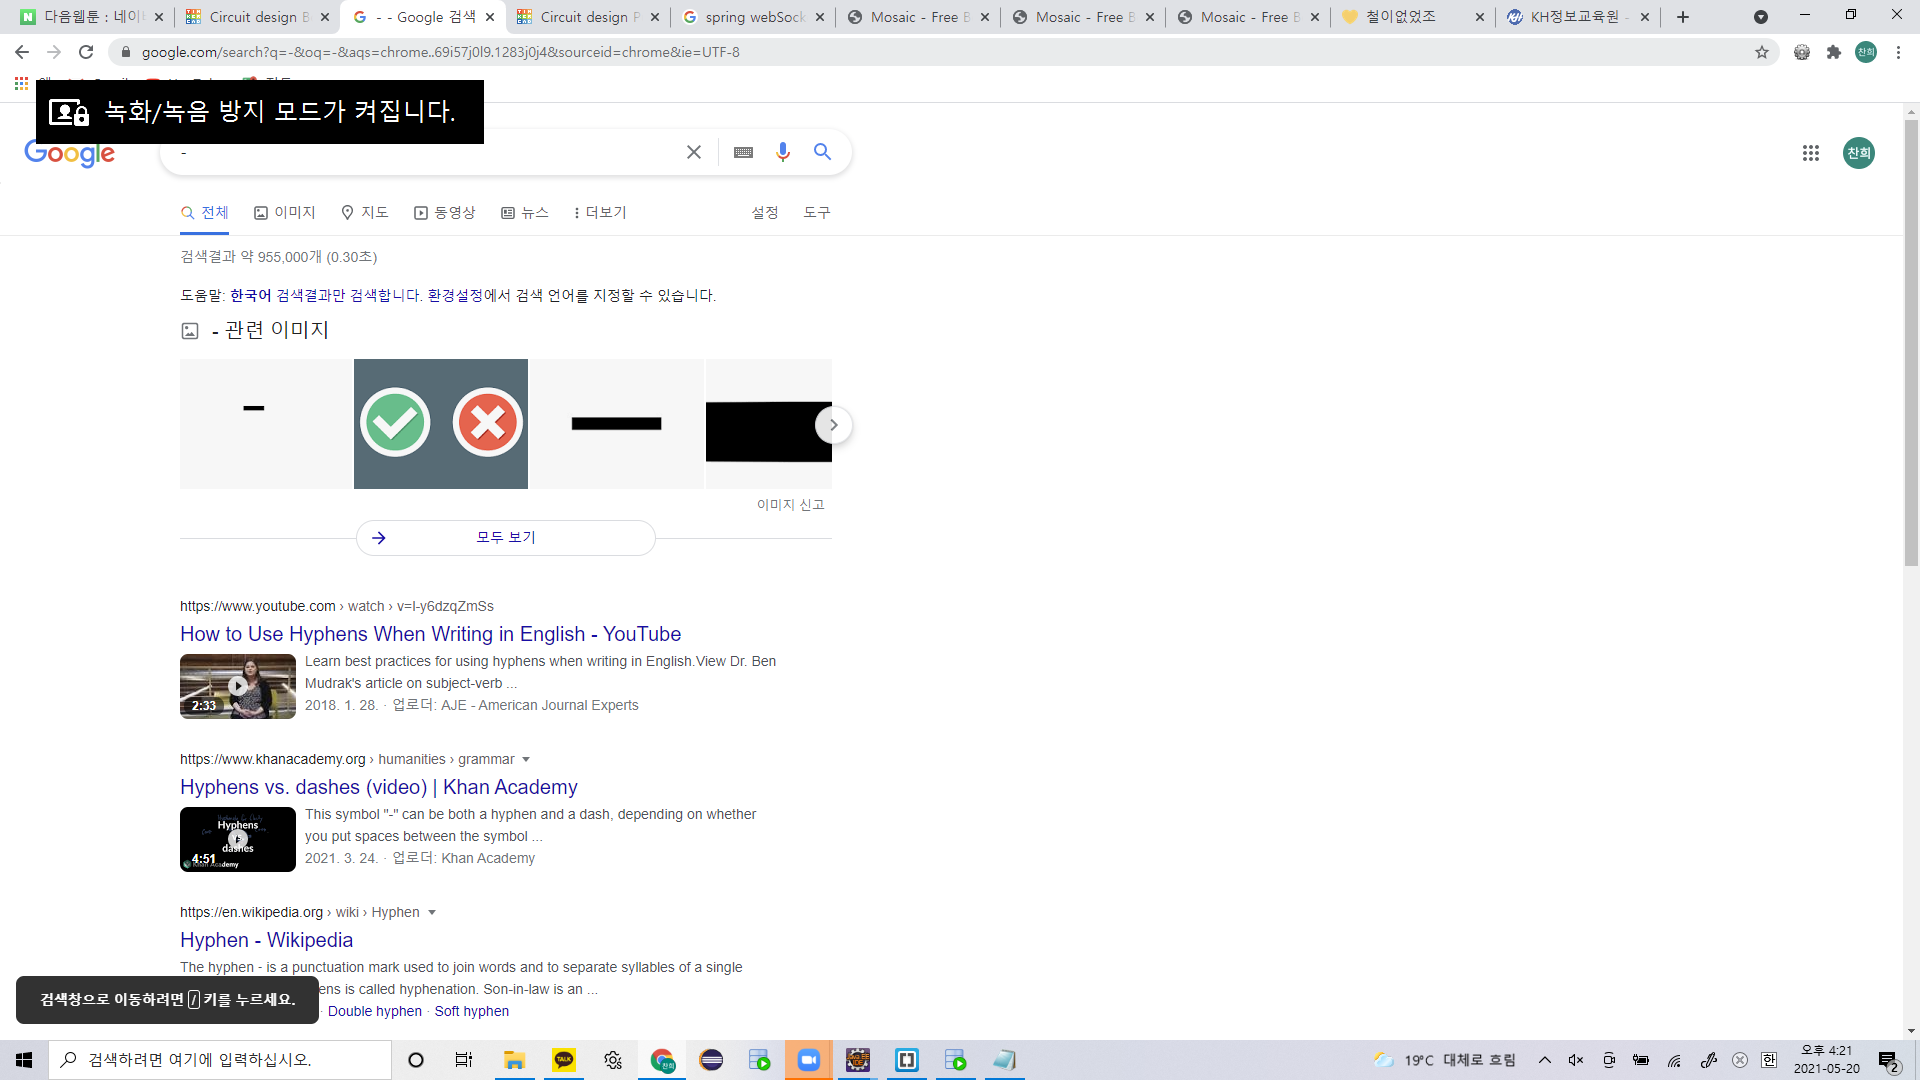 다음웹툰 : 네이버
Circuit design B
- - Google 검색
Circuit design P
spring webSock
Mosaic - Free B
Mosaic - Free B
Mosaic - Free B
철이없었조
KH정보교육원 -
google.com/search?q=-&oq=-&aqs=chrome..69i57j0l9.1283j0j4&sourceid=chrome&ie=UTF-8
찬희
녹화/녹음 방지 모드가 켜집니다.
Google
-
찬희
전체
이미지
지도
동영상
뉴스
더보기
설정
도구
검색결과 약 955,000개 (0.30초)
도움말: 한국어 검색결과만 검색합니다. 환경설정에서 검색 언어를 지정할 수 있습니다.
- 관련 이미지
이미지 신고
모두 보기
https://www.youtube.com › watch › v=I-y6dzqZmSs
How to Use Hyphens When Writing in English - YouTube
Learn best practices for using hyphens when writing in English.View Dr. Ben
Mudrak's article on subject-verb ...
2:33
2018. 1. 28. · 업로더: AJE - American Journal Experts
https://www.khanacademy.org › humanities › grammar
Hyphens vs. dashes (video) | Khan Academy
This symbol "-" can be both a hyphen and a dash, depending on whether
you put spaces between the symbol ...
Hyphens
dashes
4:51
Khan Academy
2021. 3. 24. · 업로더: Khan Academy
https://en.wikipedia.org › wiki › Hyphen
Hyphen - Wikipedia
The hyphen - is a punctuation mark used to join words and to separate syllables of a single
ens is called hyphenation. Son-in-law is an ...
· Double hyphen · Soft hyphen
검색창으로 이동하려면 / 키를 누르세요.
검색하려면 여기에 입력하십시오.
TALK
찬희
19°C 대체로 흐림
한
오후 4:21
2021-05-20
2